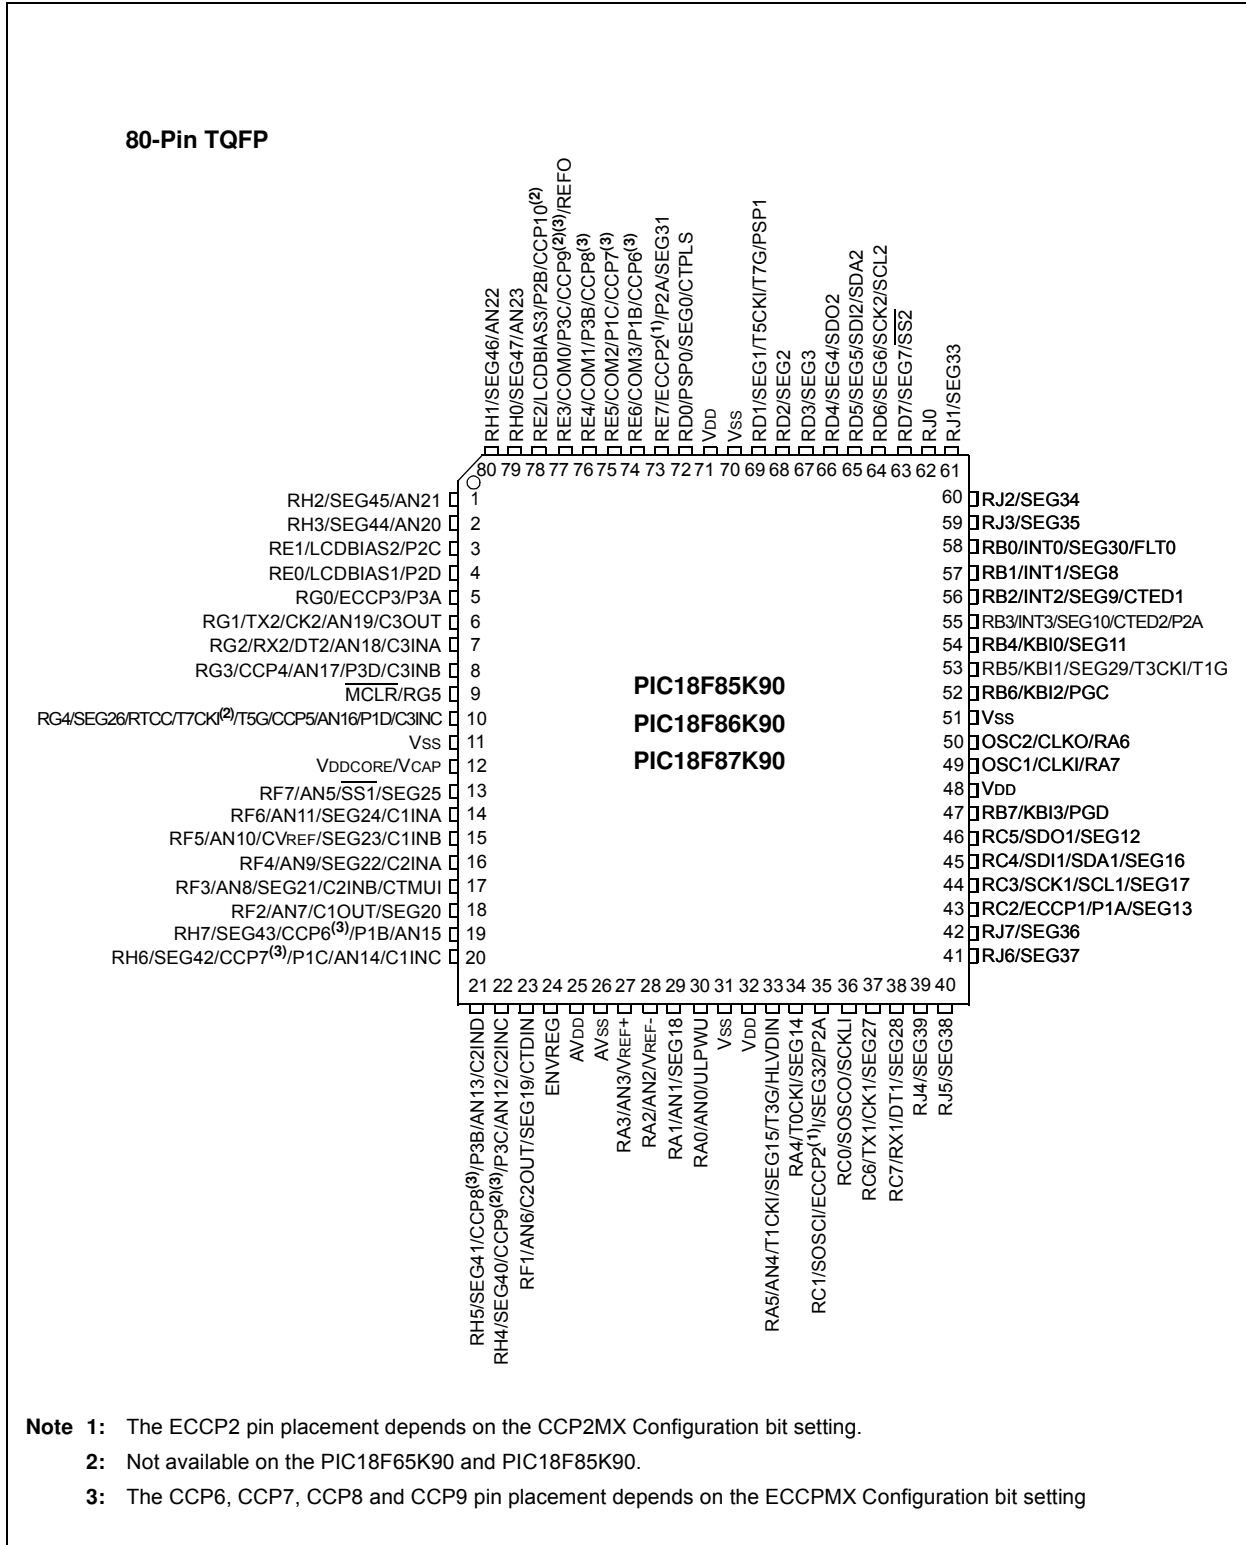 80-Pin TQFP
RH1/SEG46/AN22
RH0/SEG47/AN23
RE2/LCDBIAS3/P2B/CCP10(2)
RE3/COM0/P3C/CCP9(2)(3)/REFO
RE4/COM1/P3B/CCP8(3)
RE5/COM2/P1C/CCP7(3)
RE6/COM3/P1B/CCP6(3)
RE7/ECCP2(1)/P2A/SEG31
RD0/PSP0/SEG0/CTPLS
VDD
VSS
RD1/SEG1/T5CKI/T7G/PSP1
RD2/SEG2
RD3/SEG3
RD4/SEG4/SDO2
RD5/SEG5/SDI2/SDA2
RD6/SEG6/SCK2/SCL2
RD7/SEG7/SS2
RJ0
RJ1/SEG33
80 79 78 77 76 75 74 73 72 71 70 69 68 67 66 65 64 63 62 61
RH2/SEG45/AN21 1
RH3/SEG44/AN20 2
RE1/LCDBIAS2/P2C 3
RE0/LCDBIAS1/P2D 4
RG0/ECCP3/P3A 5
RG1/TX2/CK2/AN19/C3OUT 6
RG2/RX2/DT2/AN18/C3INA 7
RG3/CCP4/AN17/P3D/C3INB 8
MCLR/RG5 9
RG4/SEG26/RTCC/T7CKI(2)/T5G/CCP5/AN16/P1D/C3INC 10
VSS 11
VDDCORE/VCAP 12
RF7/AN5/SS1/SEG25 13
RF6/AN11/SEG24/C1INA 14
RF5/AN10/CVREF/SEG23/C1INB 15
RF4/AN9/SEG22/C2INA 16
RF3/AN8/SEG21/C2INB/CTMUI 17
RF2/AN7/C1OUT/SEG20 18
RH7/SEG43/CCP6(3)/P1B/AN15 19
RH6/SEG42/CCP7(3)/P1C/AN14/C1INC 20
PIC18F85K90
PIC18F86K90
PIC18F87K90
60 RJ2/SEG34
59 RJ3/SEG35
58 RB0/INT0/SEG30/FLT0
57 RB1/INT1/SEG8
56 RB2/INT2/SEG9/CTED1
55 RB3/INT3/SEG10/CTED2/P2A
54 RB4/KBI0/SEG11
53 RB5/KBI1/SEG29/T3CKI/T1G
52 RB6/KBI2/PGC
51 VSS
50 OSC2/CLKO/RA6
49 OSC1/CLKI/RA7
48 VDD
47 RB7/KBI3/PGD
46 RC5/SDO1/SEG12
45 RC4/SDI1/SDA1/SEG16
44 RC3/SCK1/SCL1/SEG17
43 RC2/ECCP1/P1A/SEG13
42 RJ7/SEG36
41 RJ6/SEG37
21 22 23 24 25 26 27 28 29 30 31 32 33 34 35 36 37 38 39 40
RH5/SEG41/CCP8(3)/P3B/AN13/C2IND
RH4/SEG40/CCP9(2)(3)/P3C/AN12/C2INC
RF1/AN6/C2OUT/SEG19/CTDIN
ENVREG
AVDD
AVSS
RA3/AN3/VREF+
RA2/AN2/VREF-
RA1/AN1/SEG18
RA0/AN0/ULPWU
VSS
VDD
RA5/AN4/T1CKI/SEG15/T3G/HLVDIN
RA4/T0CKI/SEG14
RC1/SOSCI/ECCP2(1)I/SEG32/P2A
RC0/SOSCO/SCKLI
RC6/TX1/CK1/SEG27
RC7/RX1/DT1/SEG28
RJ4/SEG39
RJ5/SEG38
Note 1: The ECCP2 pin placement depends on the CCP2MX Configuration bit setting.
2: Not available on the PIC18F65K90 and PIC18F85K90.
3: The CCP6, CCP7, CCP8 and CCP9 pin placement depends on the ECCPMX Configuration bit setting